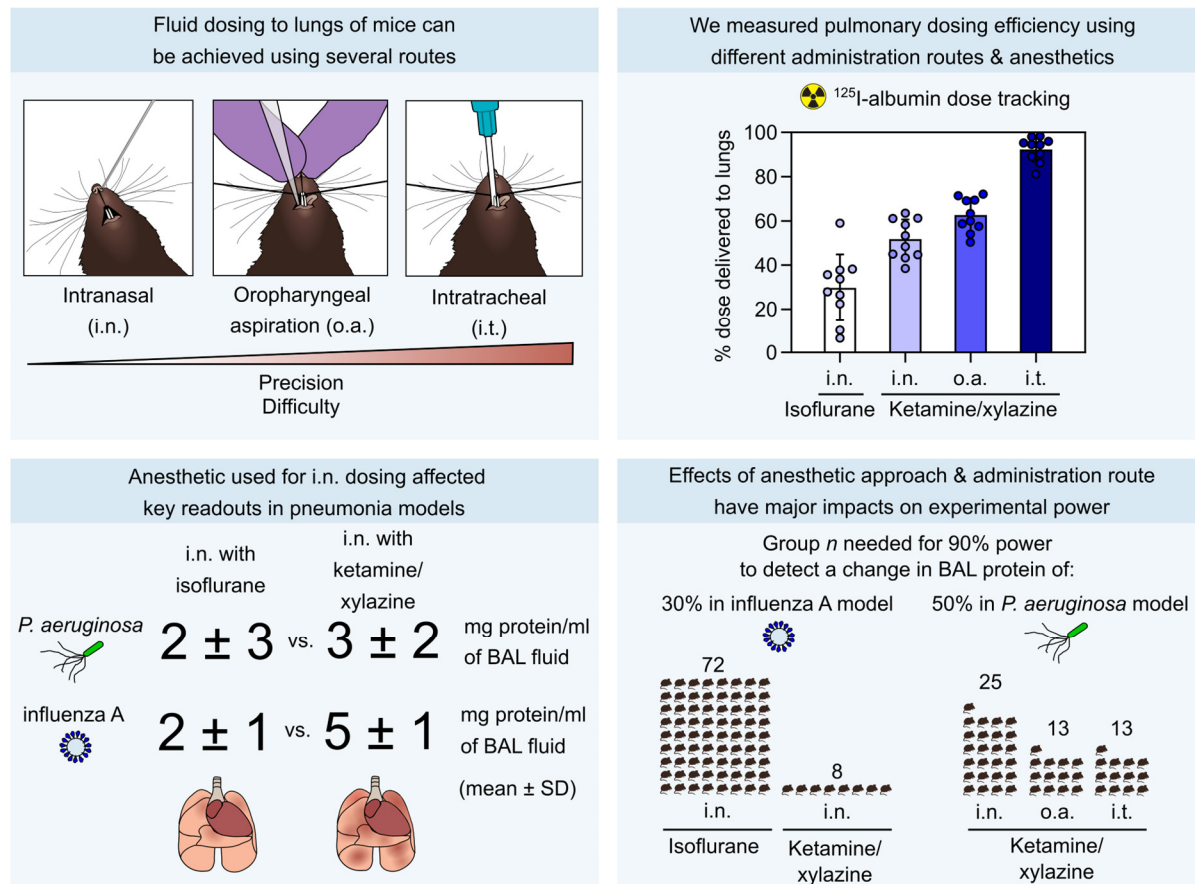 Fluid dosing to lungs of mice can
be achieved using several routes
Intranasal
(i.n.)
Oropharyngeal
aspiration (o.a.)
Intratracheal
(i.t.)
Precision
Difficulty
We measured pulmonary dosing efficiency using
different administration routes & anesthetics
¹²⁵I-albumin dose tracking
% dose delivered to lungs
100
80
60
40
20
0
i.n.
i.n.
o.a.
i.t.
Isoflurane
Ketamine/xylazine
Anesthetic used for i.n. dosing affected
key readouts in pneumonia models
i.n. with
isoflurane
i.n. with
ketamine/
xylazine
P. aeruginosa
2 ± 3 vs. 3 ± 2
mg protein/ml
of BAL fluid
influenza A
2 ± 1 vs. 5 ± 1
mg protein/ml
of BAL fluid
(mean ± SD)
Effects of anesthetic approach & administration route
have major impacts on experimental power
Group n needed for 90% power
to detect a change in BAL protein of:
30% in influenza A model
72
8
i.n.
i.n.
Isoflurane
Ketamine/
xylazine
50% in P. aeruginosa model
25
13
13
i.n.
o.a.
i.t.
Ketamine/
xylazine